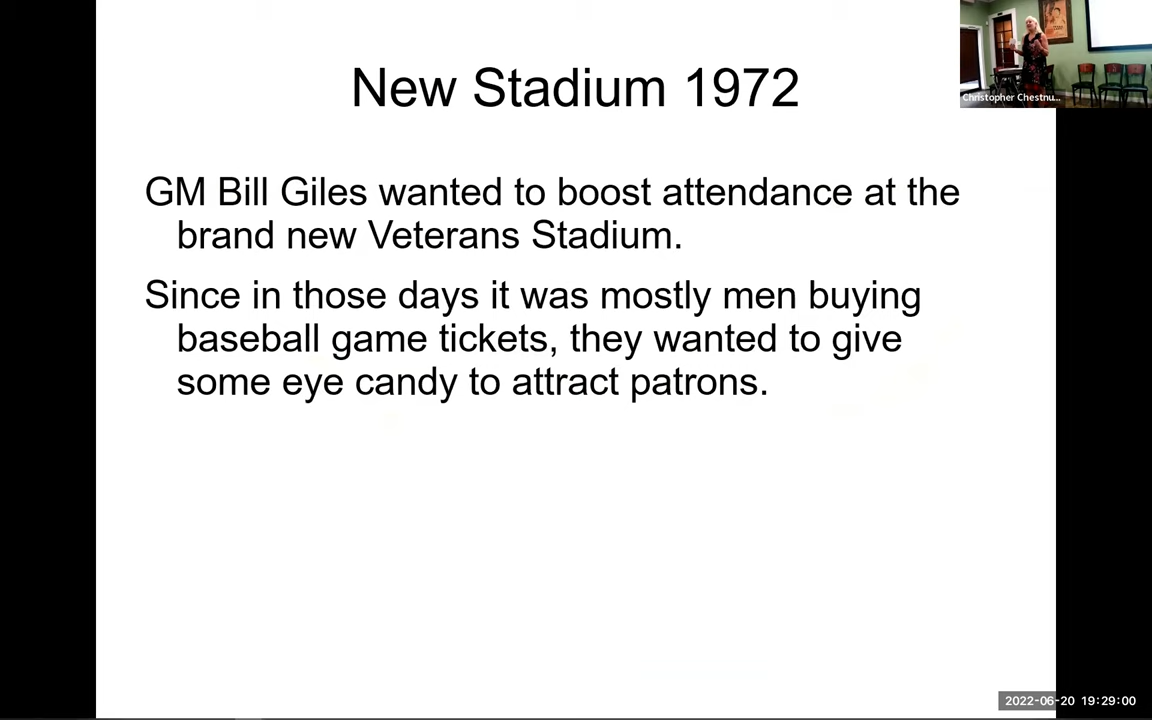 New Stadium 1972
Christopher Chestnu...
GM Bill Giles wanted to boost attendance at the
brand new Veterans Stadium.
Since in those days it was mostly men buying
baseball game tickets, they wanted to give
some eye candy to attract patrons.
2022-06-20 19:29:00